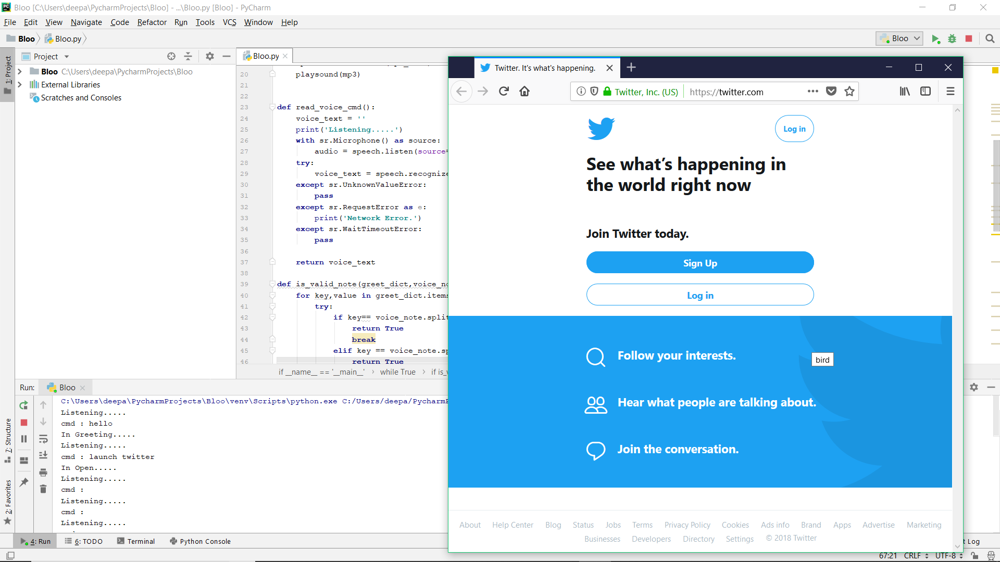 Bloo [C:\Users\deepa\PycharmProjects\Bloo] - ...\Bloo.py [Bloo] - PyCharm
File Edit View Navigate Code Refactor Run Tools VCS Window Help
Bloo Bloo.py
Bloo
1: Project
Project
Bloo C:\Users\deepa\PycharmProjects\Bloo
External Libraries
Scratches and Consoles
Bloo.py
20 playsound(mp3)
21
22
23 def read_voice_cmd():
24 voice_text = ''
25 print('Listening.....')
26 with sr.Microphone() as source:
27 audio = speech.listen(source=
28 try:
29 voice_text = speech.recognize
30 except sr.UnknownValueError:
31 pass
32 except sr.RequestError as e:
33 print('Network Error.')
34 except sr.WaitTimeoutError:
35 pass
36
37 return voice_text
38
39 def is_valid_note(greet_dict,voice_no
40 for key,value in greet_dict.items
41 try:
42 if key== voice_note.split
43 return True
44 break
45 elif key == voice_note.sp
46 return True
if __name__ == '__main__' › while True › if is_v
Twitter. It's what's happening.
Twitter, Inc. (US) https://twitter.com
Log in
See what's happening in
the world right now
Join Twitter today.
Sign Up
Log in
Follow your interests.
bird
Hear what people are talking about.
Join the conversation.
About Help Center Blog Status Jobs Terms Privacy Policy Cookies Ads info Brand Apps Advertise Marketing
Businesses Developers Directory Settings © 2018 Twitter
Run: Bloo
C:\Users\deepa\PycharmProjects\Bloo\venv\Scripts\python.exe C:/Users/deepa/PycharmP
Listening.....
cmd : hello
In Greeting.....
Listening.....
cmd : launch twitter
In Open.....
Listening.....
cmd :
Listening.....
cmd :
Listening.....
7: Structure
2: Favorites
4: Run 6: TODO Terminal Python Console
t Log
67:21 CRLF UTF-8